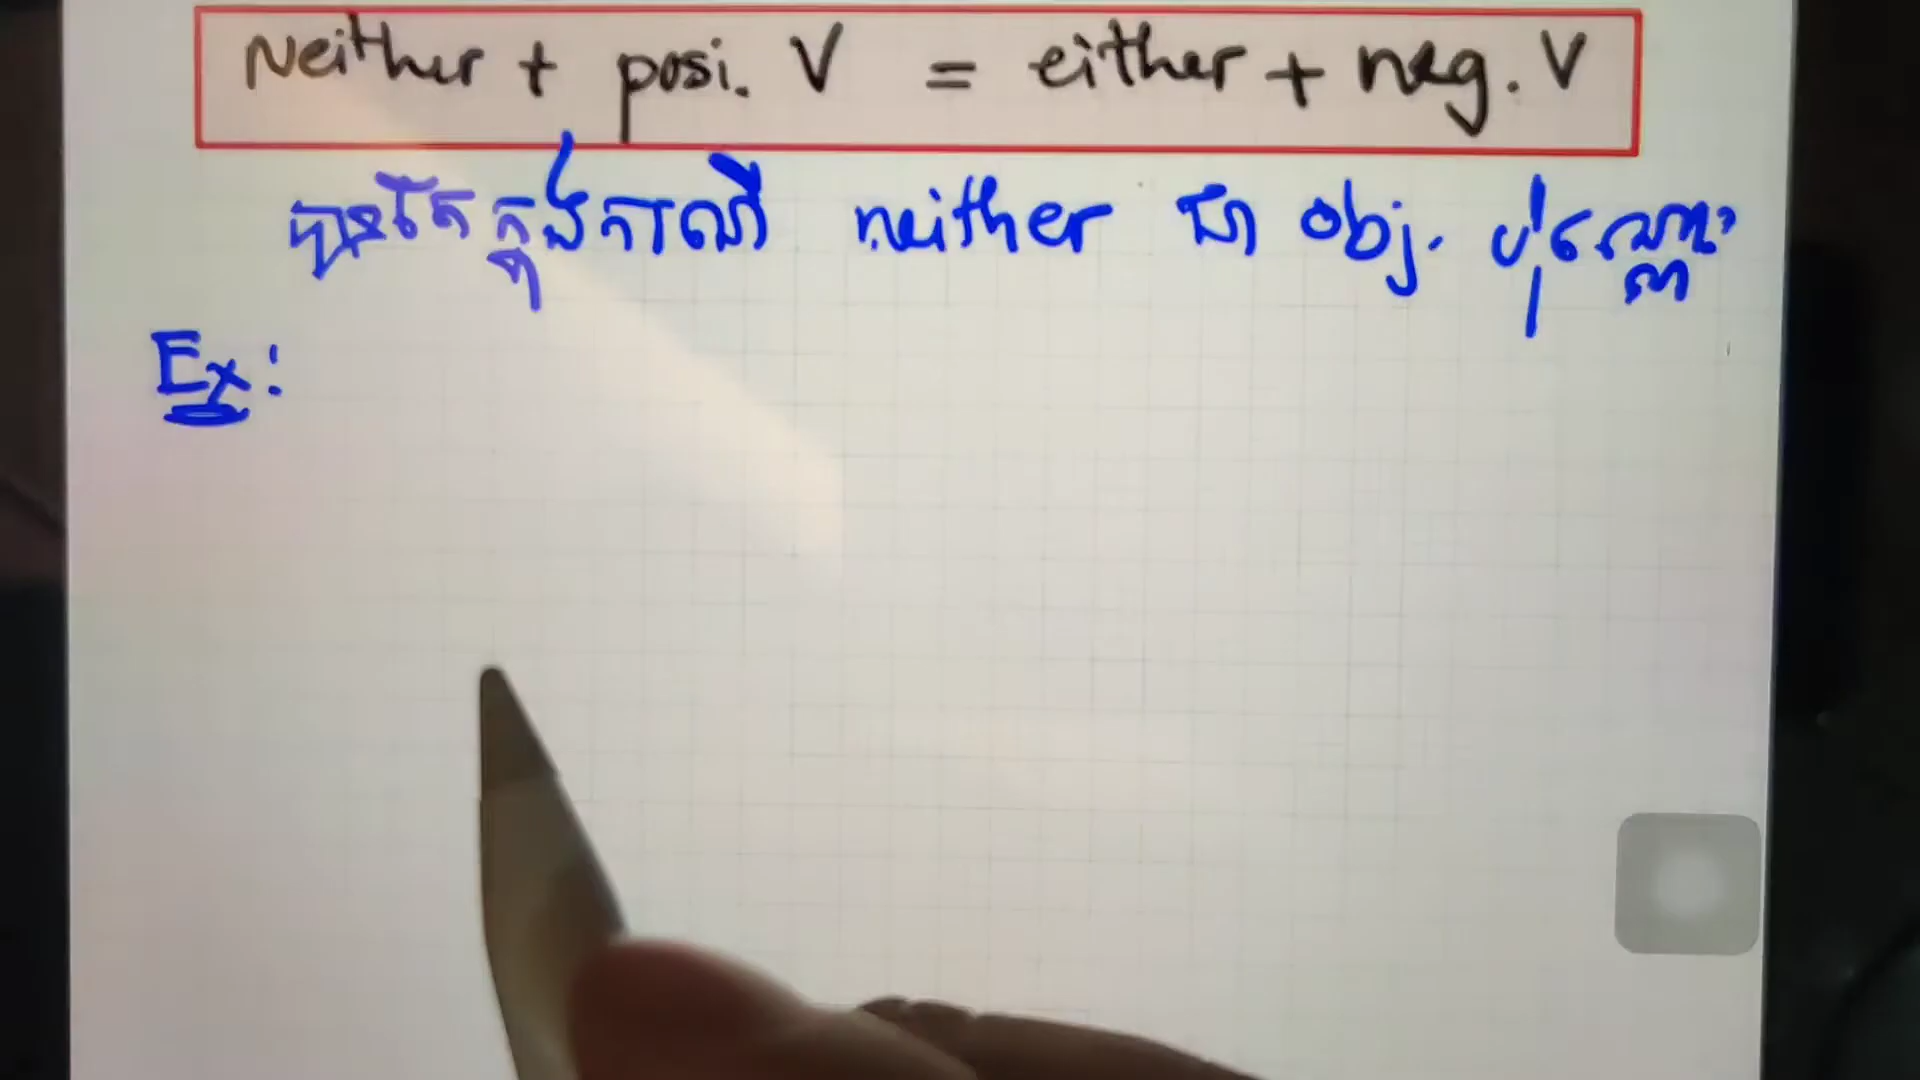 Neither + posi. V = either + neg. V
បានតែក្នុងករណី neither ជា obj. ប៉ុណ្ណោះ
Ex: